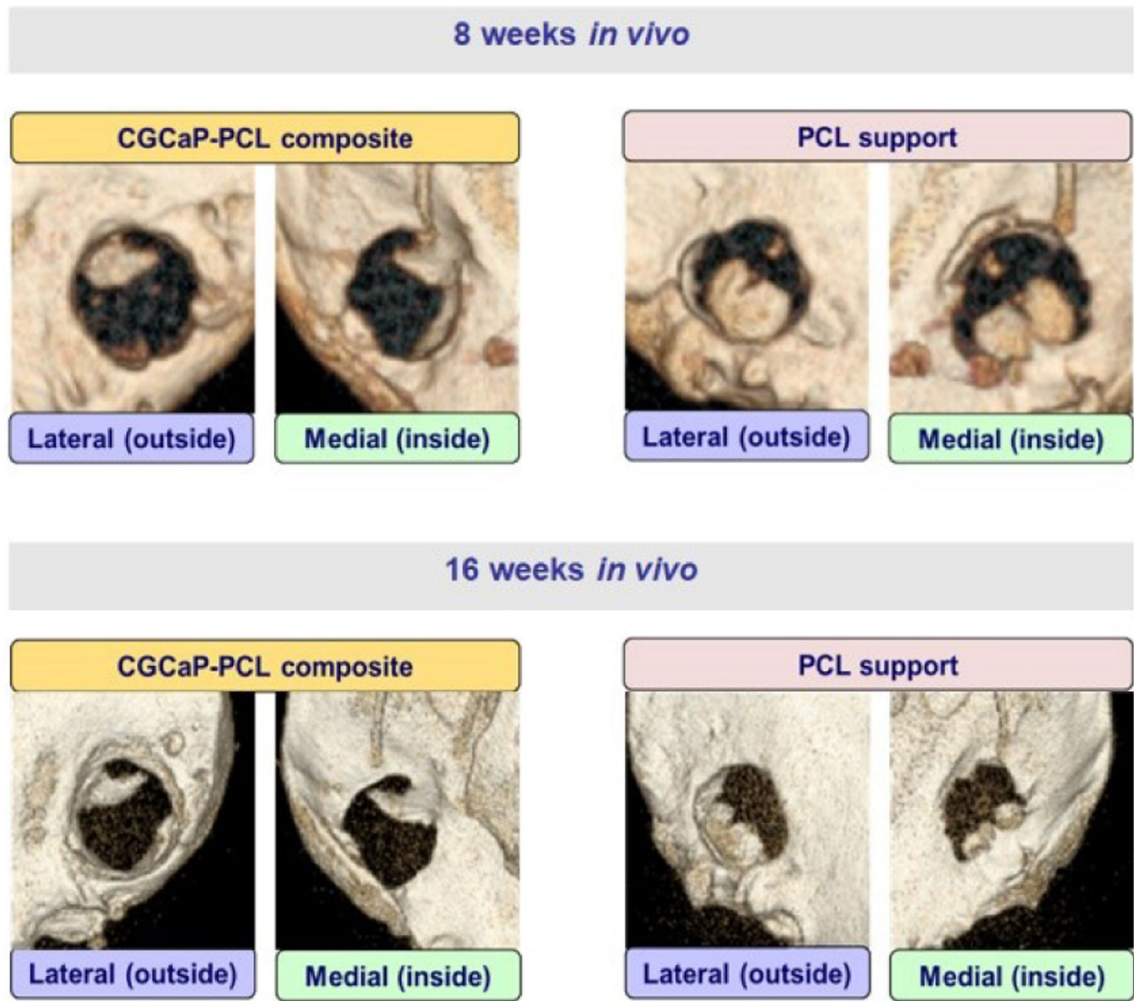 8 weeks in vivo
CGCaP-PCL composite
PCL support
Lateral (outside)
Medial (inside)
Lateral (outside)
Medial (inside)
16 weeks in vivo
CGCaP-PCL composite
PCL support
Lateral (outside)
Medial (inside)
Lateral (outside)
Medial (inside)